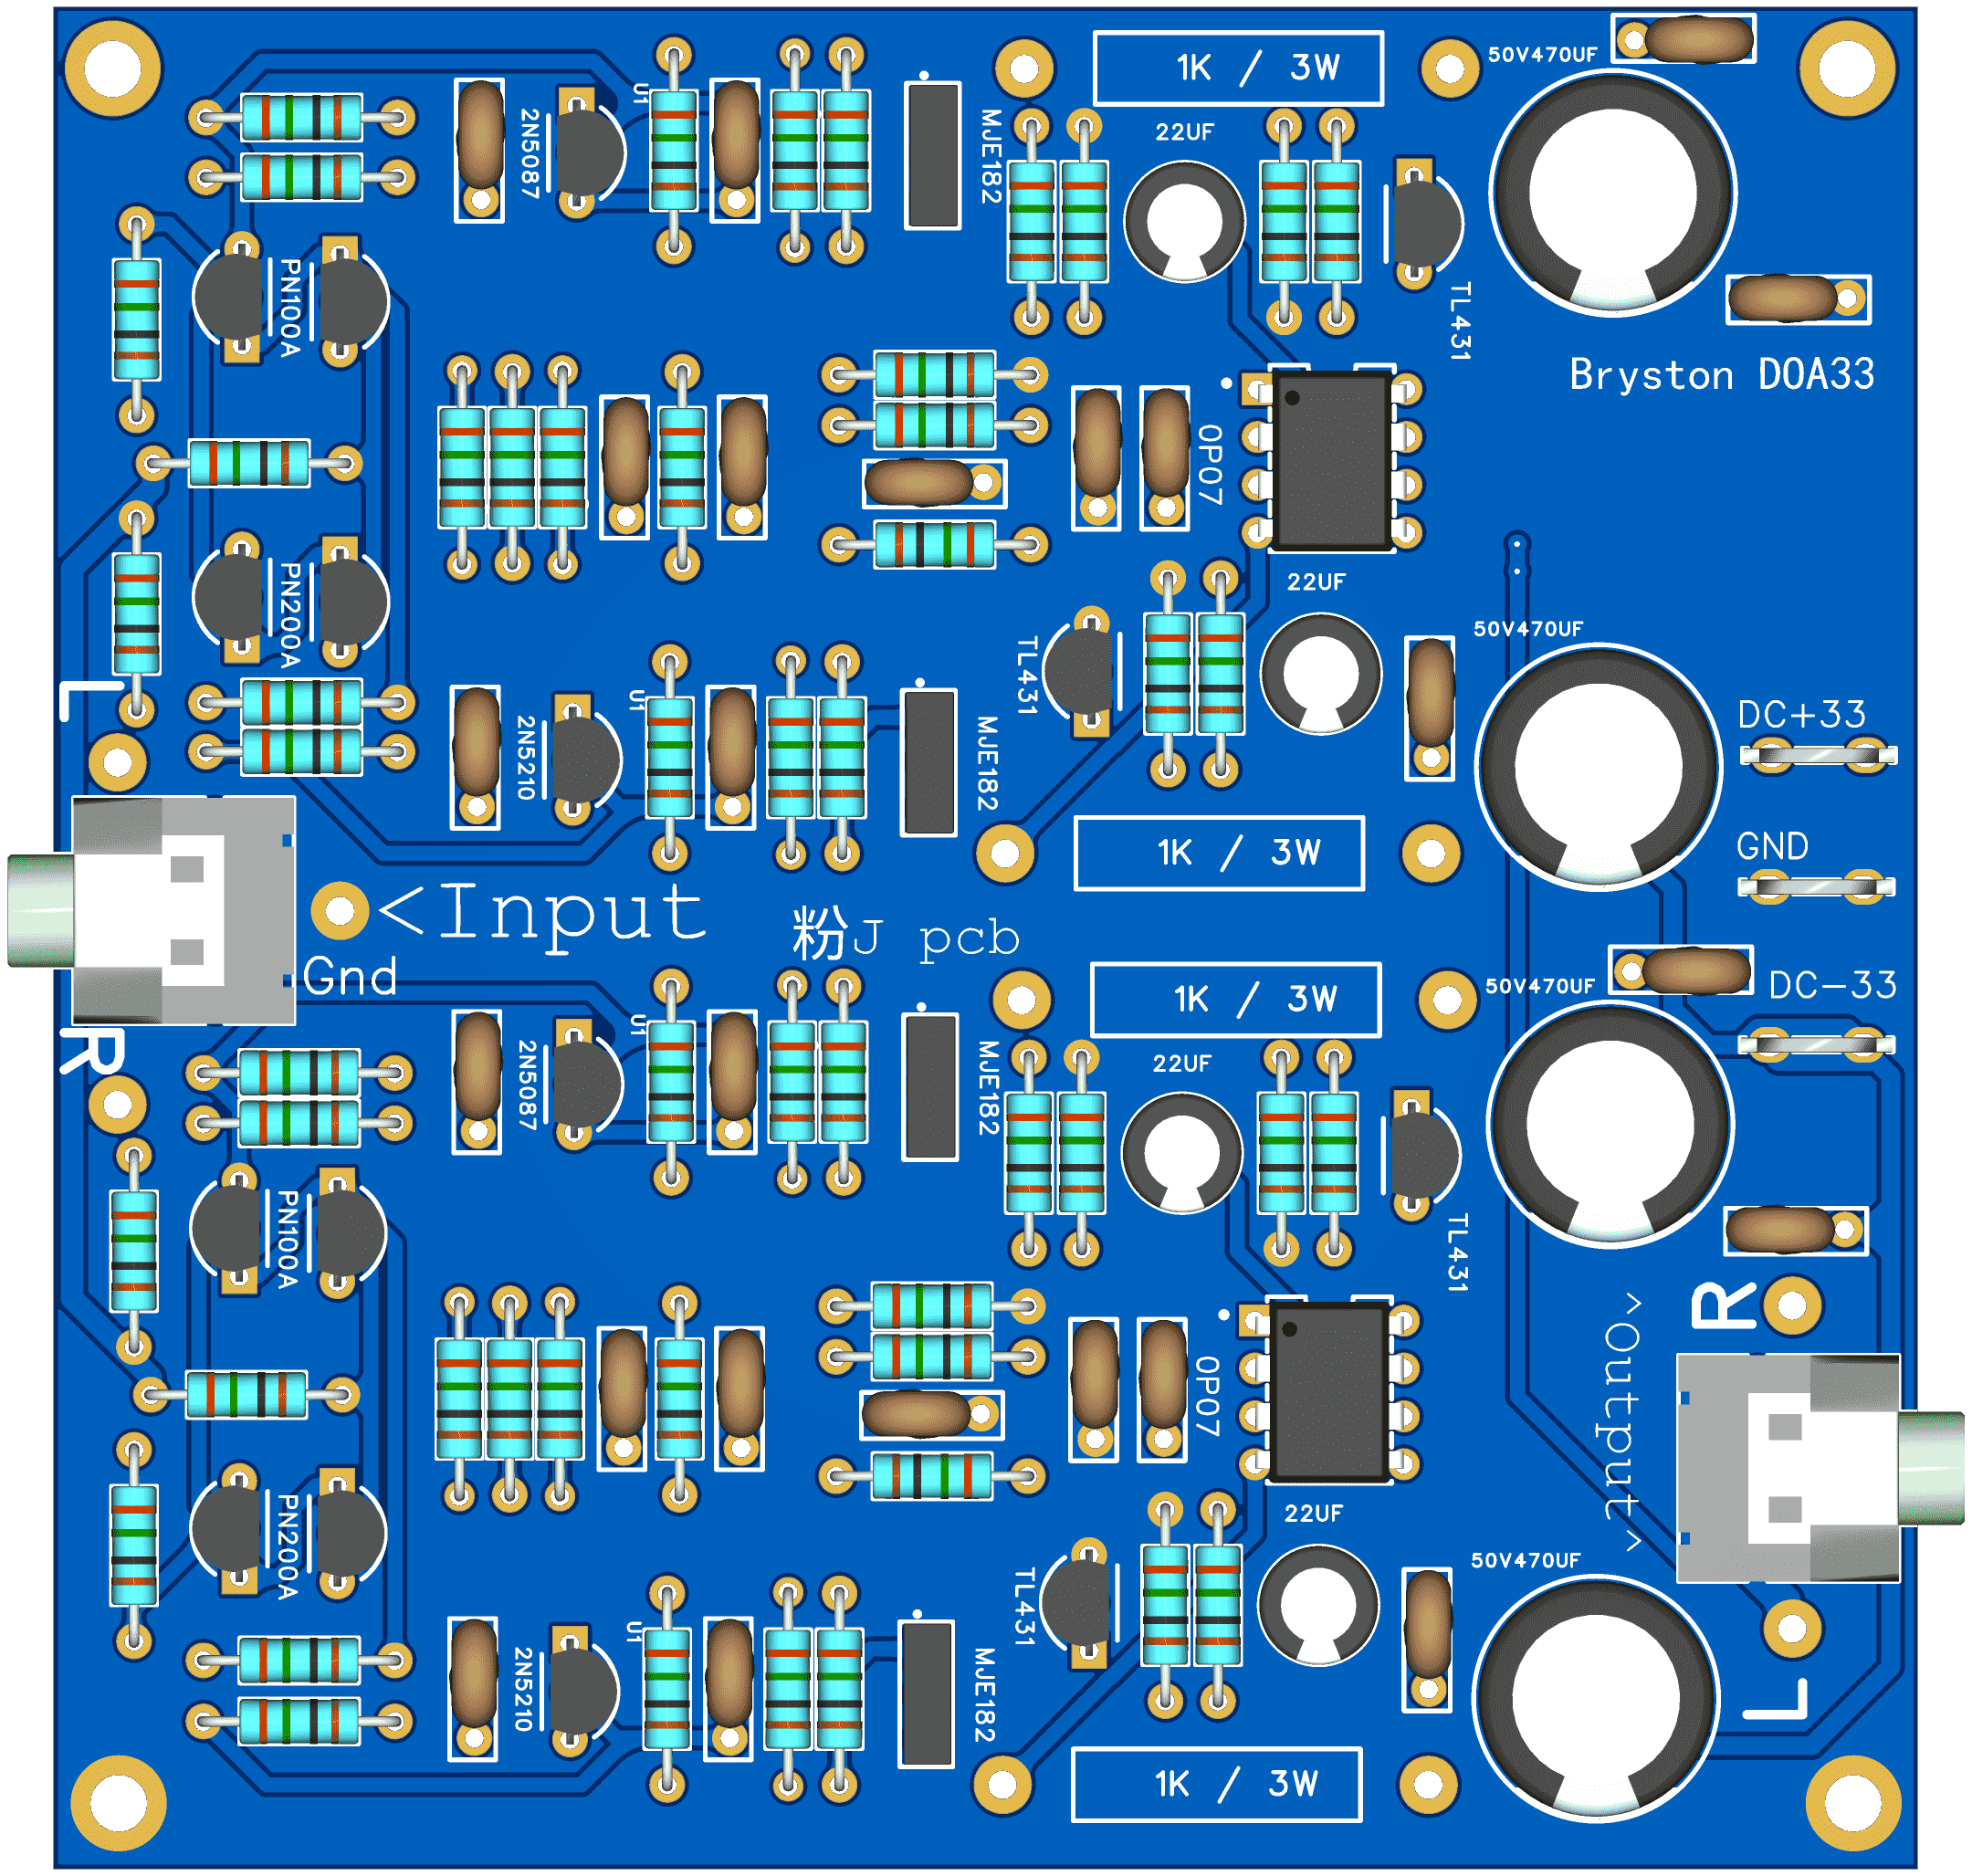 50V470UF
1K / 3W
U1
2N5087
MJE182
22UF
PN100A
TL431
Bryston DOA33
OP07
PN200A
22UF
50V470UF
TL431
L
U1
2N5210
MJE182
DC+33
1K / 3W
GND
<Input
粉J pcb
Gnd
DC-33
50V470UF
1K / 3W
R
U1
2N5087
MJE182
22UF
PN100A
TL431
R
<Output>
OP07
PN200A
22UF
50V470UF
TL431
U1
2N5210
MJE182
L
1K / 3W